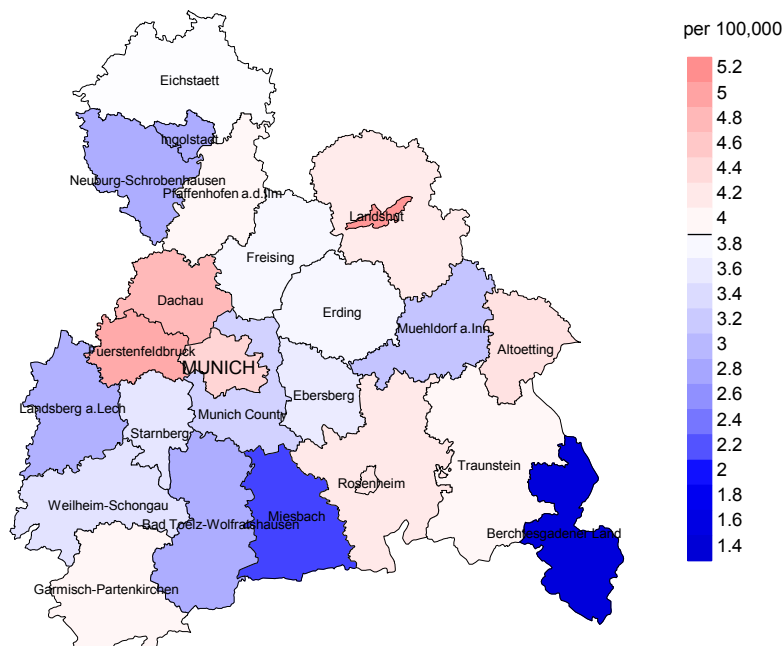 per 100,000
5.2
5
4.8
4.6
4.4
4.2
4
3.8
3.6
3.4
3.2
3
2.8
2.6
2.4
2.2
2
1.8
1.6
1.4
Eichstaett
Ingolstadt
Neuburg-Schrobenhausen
Pfaffenhofen a.d.Ilm
Landshut
Freising
Dachau
Erding
Muehldorf a.Inn
Altoetting
Fuerstenfeldbruck
MUNICH
Ebersberg
Landsberg a.Lech
Munich County
Starnberg
Traunstein
Rosenheim
Weilheim-Schongau
Miesbach
Bad Toelz-Wolfratshausen
Berchtesgadener Land
Garmisch-Partenkirchen